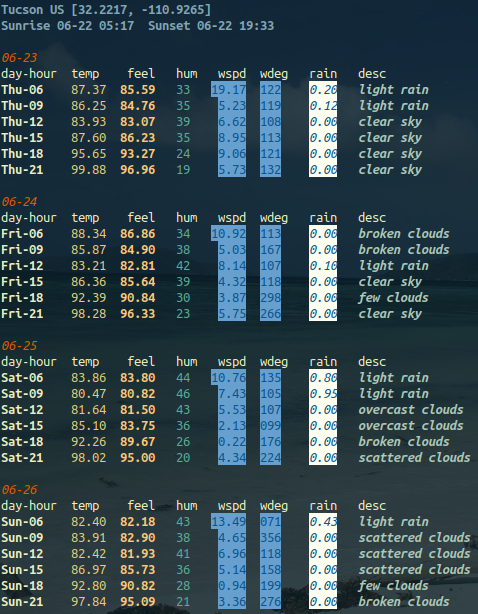 Tucson US [32.2217, -110.9265]
Sunrise 06-22 05:17 Sunset 06-22 19:33
06-23
day-hour temp feel hum wspd wdeg rain desc
Thu-06 87.37 85.59 33 19.17 122 0.20 light rain
Thu-09 86.25 84.76 35 5.23 119 0.12 light rain
Thu-12 83.93 83.07 39 6.62 108 0.00 clear sky
Thu-15 87.60 86.23 35 8.95 113 0.00 clear sky
Thu-18 95.65 93.27 24 9.06 121 0.00 clear sky
Thu-21 99.88 96.96 19 5.73 132 0.00 clear sky
06-24
day-hour temp feel hum wspd wdeg rain desc
Fri-06 88.34 86.86 34 10.92 113 0.00 broken clouds
Fri-09 85.87 84.90 38 5.03 167 0.00 broken clouds
Fri-12 83.21 82.81 42 8.14 107 0.10 light rain
Fri-15 86.36 85.64 39 4.32 118 0.00 clear sky
Fri-18 92.39 90.84 30 3.87 298 0.00 few clouds
Fri-21 98.28 96.33 23 5.75 266 0.00 clear sky
06-25
day-hour temp feel hum wspd wdeg rain desc
Sat-06 83.86 83.80 44 10.76 135 0.80 light rain
Sat-09 80.47 80.82 46 7.43 105 0.95 light rain
Sat-12 81.64 81.50 43 5.53 107 0.00 overcast clouds
Sat-15 85.10 83.75 36 2.13 099 0.00 overcast clouds
Sat-18 92.26 89.67 26 0.22 176 0.00 broken clouds
Sat-21 98.02 95.00 20 4.34 224 0.00 scattered clouds
06-26
day-hour temp feel hum wspd wdeg rain desc
Sun-06 82.40 82.18 43 13.49 071 0.43 light rain
Sun-09 83.91 82.90 38 4.65 356 0.00 scattered clouds
Sun-12 82.42 81.93 41 6.96 118 0.00 scattered clouds
Sun-15 86.97 85.73 36 5.14 158 0.00 scattered clouds
Sun-18 92.80 90.82 28 0.94 199 0.00 few clouds
Sun-21 97.84 95.09 21 3.36 276 0.00 broken clouds